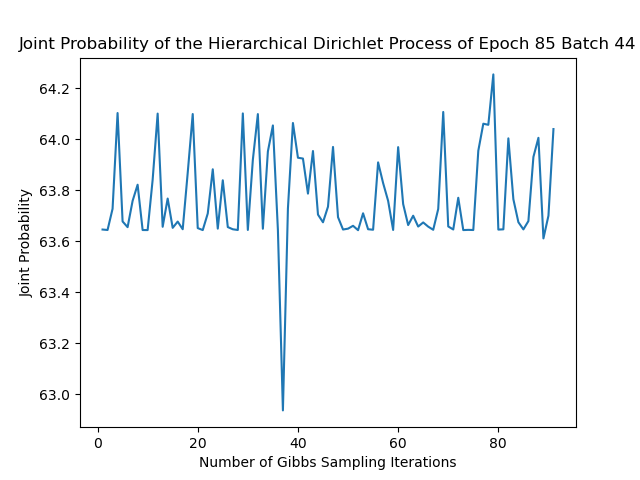 Joint Probability of the Hierarchical Dirichlet Process of Epoch 85 Batch 44
Joint Probability
64.2
64.0
63.8
63.6
63.4
63.2
63.0
0 20 40 60 80
Number of Gibbs Sampling Iterations